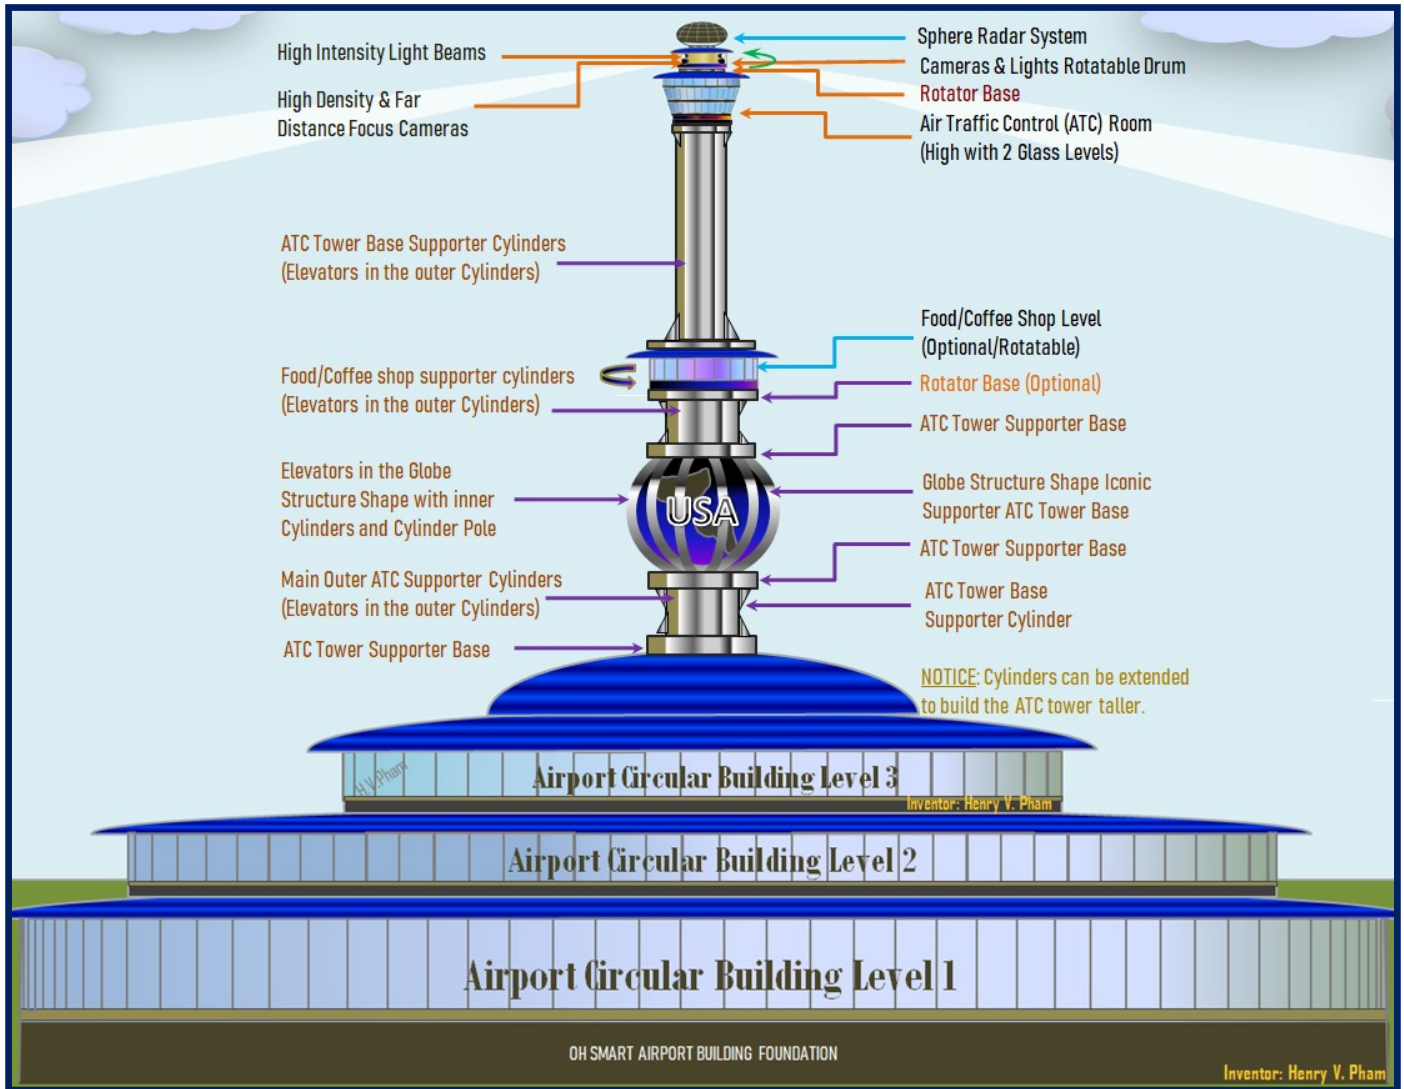 High Intensity Light Beams
High Density & Far
Distance Focus Cameras
Sphere Radar System
Cameras & Lights Rotatable Drum
Rotator Base
Air Traffic Control (ATC) Room
(High with 2 Glass Levels)
ATC Tower Base Supporter Cylinders
(Elevators in the outer Cylinders)
Food/Coffee Shop Level
(Optional/Rotatable)
Food/Coffee shop supporter cylinders
(Elevators in the outer Cylinders)
Rotator Base (Optional)
ATC Tower Supporter Base
Elevators in the Globe
Structure Shape with inner
Cylinders and Cylinder Pole
USA
Globe Structure Shape Iconic
Supporter ATC Tower Base
ATC Tower Supporter Base
Main Outer ATC Supporter Cylinders
(Elevators in the outer Cylinders)
ATC Tower Base
Supporter Cylinder
ATC Tower Supporter Base
NOTICE: Cylinders can be extended
to build the ATC tower taller.
H.V.Pham
Airport Circular Building Level 3
Inventor: Henry V. Pham
Airport Circular Building Level 2
Airport Circular Building Level 1
OH SMART AIRPORT BUILDING FOUNDATION
Inventor: Henry V. Pham